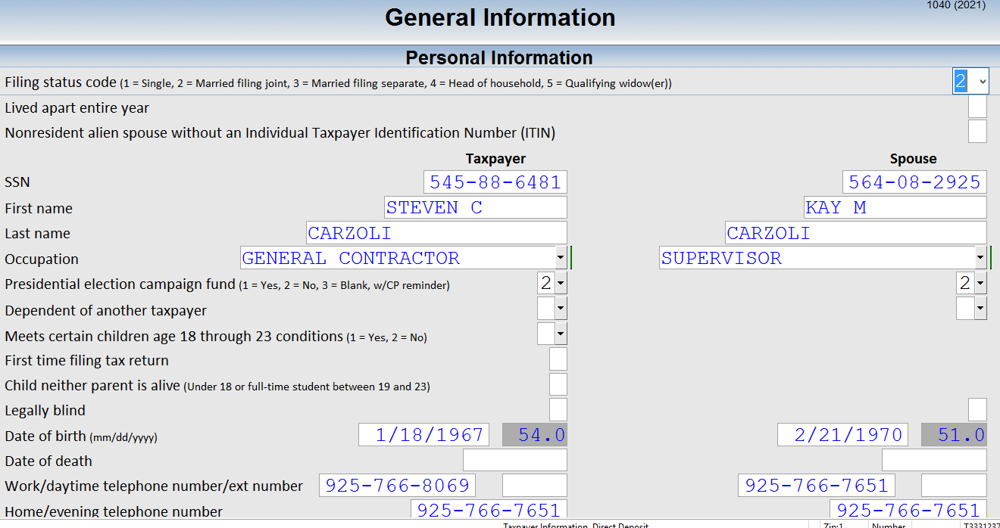 1040 (2021)
General Information
Personal Information
Filing status code (1 = Single, 2 = Married filing joint, 3 = Married filing separate, 4 = Head of household, 5 = Qualifying widow(er)) 2
Lived apart entire year
Nonresident alien spouse without an Individual Taxpayer Identification Number (ITIN)
Taxpayer Spouse
SSN 545-88-6481 564-08-2925
First name STEVEN C KAY M
Last name CARZOLI CARZOLI
Occupation GENERAL CONTRACTOR SUPERVISOR
Presidential election campaign fund (1 = Yes, 2 = No, 3 = Blank, w/CP reminder) 2 2
Dependent of another taxpayer
Meets certain children age 18 through 23 conditions (1 = Yes, 2 = No)
First time filing tax return
Child neither parent is alive (Under 18 or full-time student between 19 and 23)
Legally blind
Date of birth (mm/dd/yyyy) 1/18/1967 54.0 2/21/1970 51.0
Date of death
Work/daytime telephone number/ext number 925-766-8069 925-766-7651
Home/evening telephone number 925-766-7651 925-766-7651
Taxpayer Information, Direct Deposit Zip:1 Number T3331237